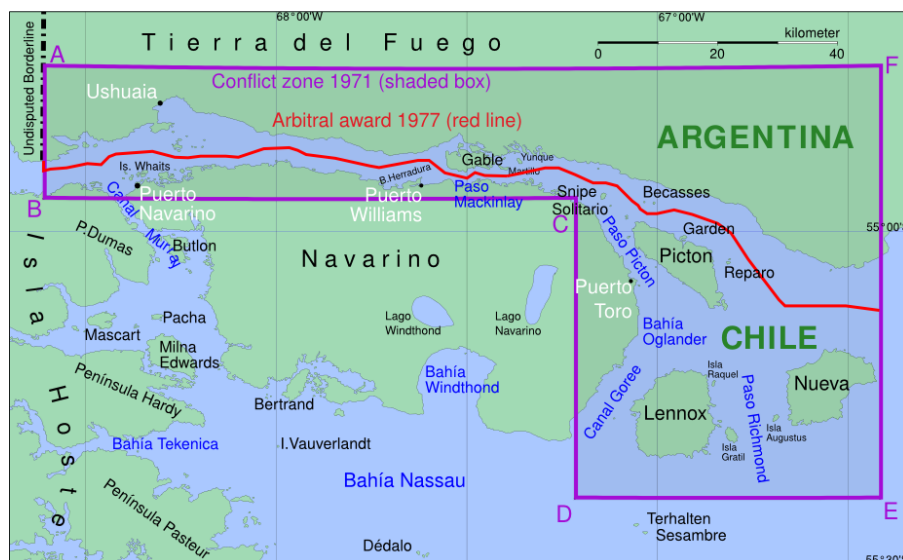 68°00'W
67°00'W
kilometer
0 20 40
Tierra del Fuego
Undisputed Borderline
A
F
Conflict zone 1971 (shaded box)
Ushuaia
Arbitral award 1977 (red line)
ARGENTINA
Gable
Yunque
Martillo
Is. Whaits
B.Herradura
B
Puerto
Navarino
Canal Murray
Puerto
Williams
Paso
Mackinlay
Snipe
Solitario
Becasses
C
Garden
55°00'S
P.Dumas
Butlon
Navarino
Paso Picton
Picton
Reparo
Puerto
Toro
Isla Hoste
Pacha
Mascart
Milna
Edwards
Lago
Windthond
Lago
Navarino
Bahía
Oglander
CHILE
Península Hardy
Bahía
Windthond
Bertrand
Canal Goree
Lennox
Isla
Raquel
Paso Richmond
Nueva
Isla
Augustus
Isla
Gratil
Bahía Tekenica
I.Vauverlandt
Bahía Nassau
Península Pasteur
D
E
Terhalten
Sesambre
Dédalo
55°30'S